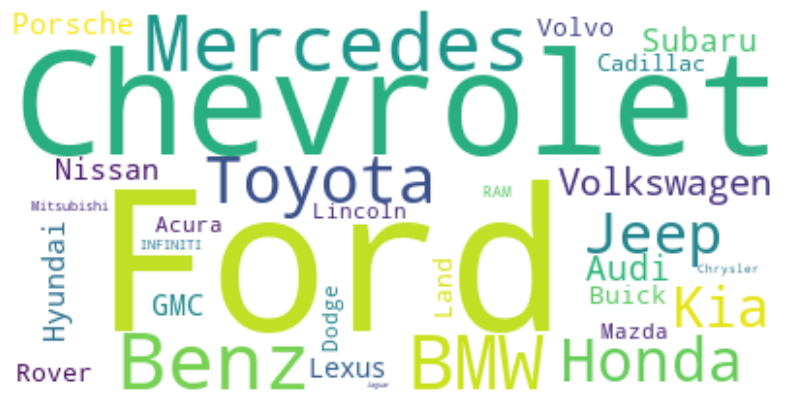 Porsche
Mercedes
Volvo
Subaru
Cadillac
Chevrolet
Nissan
Toyota
Volkswagen
RAM
Mitsubishi
Lincoln
Ford
Acura
INFINITI
Jeep
Hyundai
Audi
Chrysler
Land
Buick
Kia
GMC
Dodge
Mazda
Benz
BMW
Honda
Rover
Lexus
Jaguar